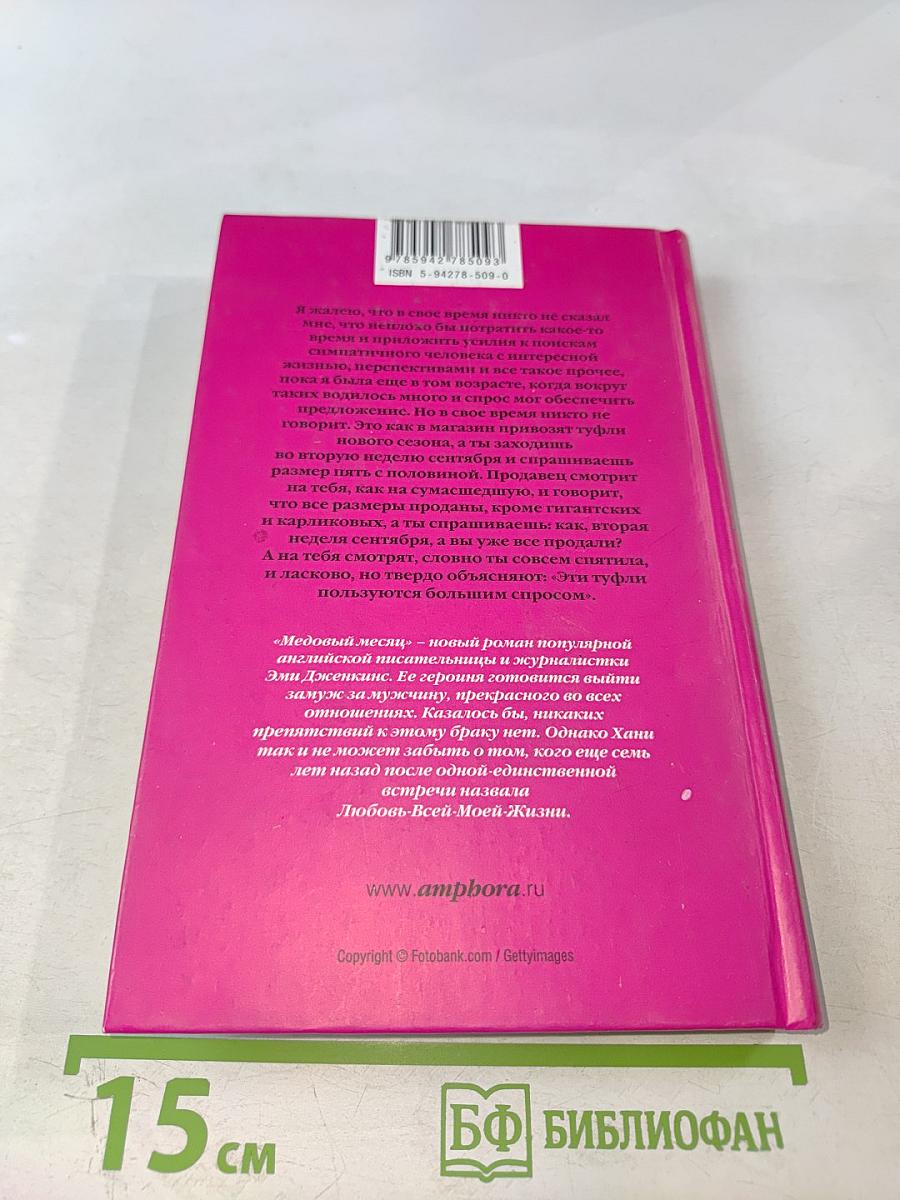 9 785942 785093
ISBN 5-94278-509-0
Я жалею, что в свое время никто не сказал
мне, что неплохо бы потратить какое-то
время и приложить усилия к поискам
симпатичного человека с интересной
жизнью, перспективами и все такое прочее,
пока я была еще в том возрасте, когда вокруг
таких водилось много и спрос мог обеспечить
предложение. Но в свое время никто не
говорит. Это как в магазин привозят туфли
нового сезона, а ты заходишь
во вторую неделю сентября и спрашиваешь
размер пять с половиной. Продавец смотрит
на тебя, как на сумасшедшую, и говорит,
что все размеры проданы, кроме гигантских
и карликовых, а ты спрашиваешь: как, вторая
неделя сентября, а вы уже все продали?
А на тебя смотрят, словно ты совсем спятила,
и ласково, но твердо объясняют: «Эти туфли
пользуются большим спросом».
«Медовый месяц» – новый роман популярной
английской писательницы и журналистки
Эми Дженкинс. Ее героиня готовится выйти
замуж за мужчину, прекрасного во всех
отношениях. Казалось бы, никаких
препятствий к этому браку нет. Однако Хани
так и не может забыть о том, кого еще семь
лет назад после одной-единственной
встречи назвала
Любовь-Всей-Моей-Жизни.
www.amphora.ru
Copyright © Fotobank.com / Gettyimages
15 см
БФ БИБЛИОФАН